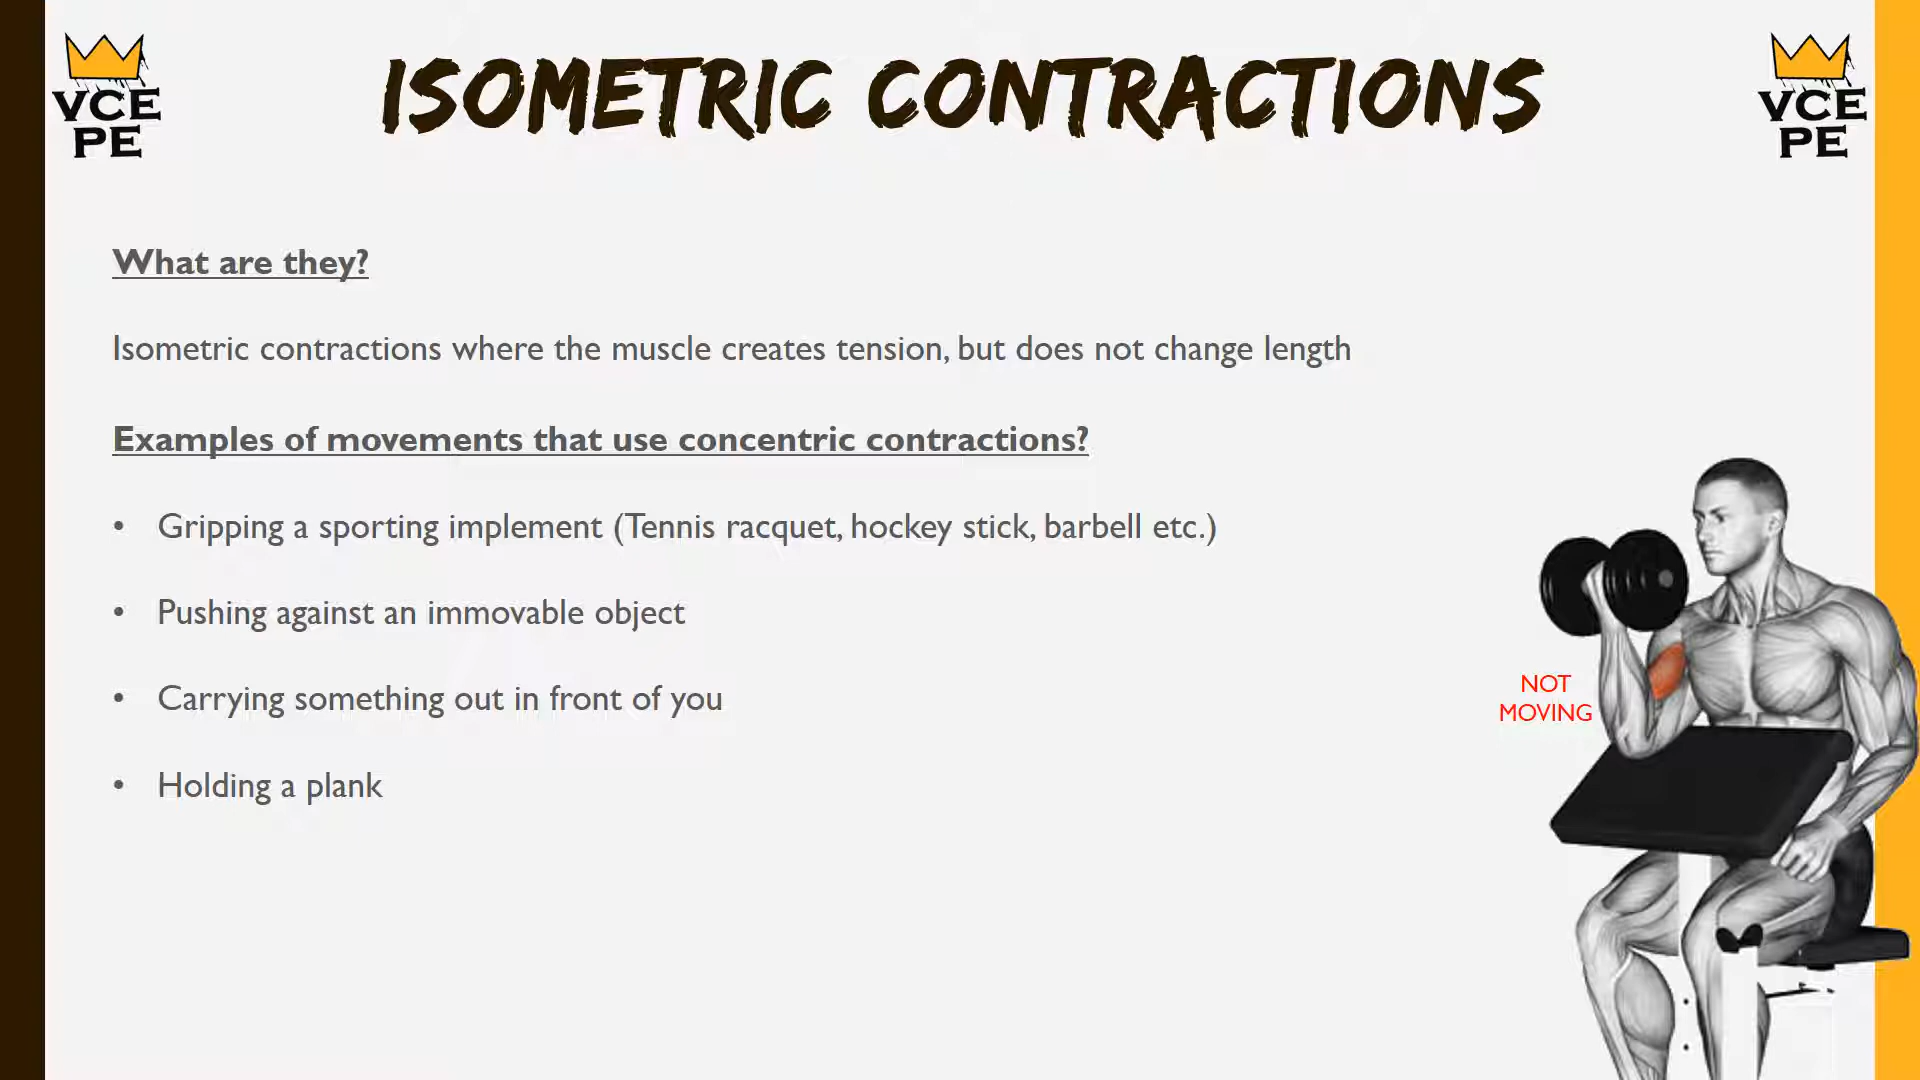 VCE
PE
ISOMETRIC CONTRACTIONS
VCE
PE
What are they?
Isometric contractions where the muscle creates tension, but does not change length
Examples of movements that use concentric contractions?
• Gripping a sporting implement (Tennis racquet, hockey stick, barbell etc.)
• Pushing against an immovable object
• Carrying something out in front of you
• Holding a plank
NOT
MOVING